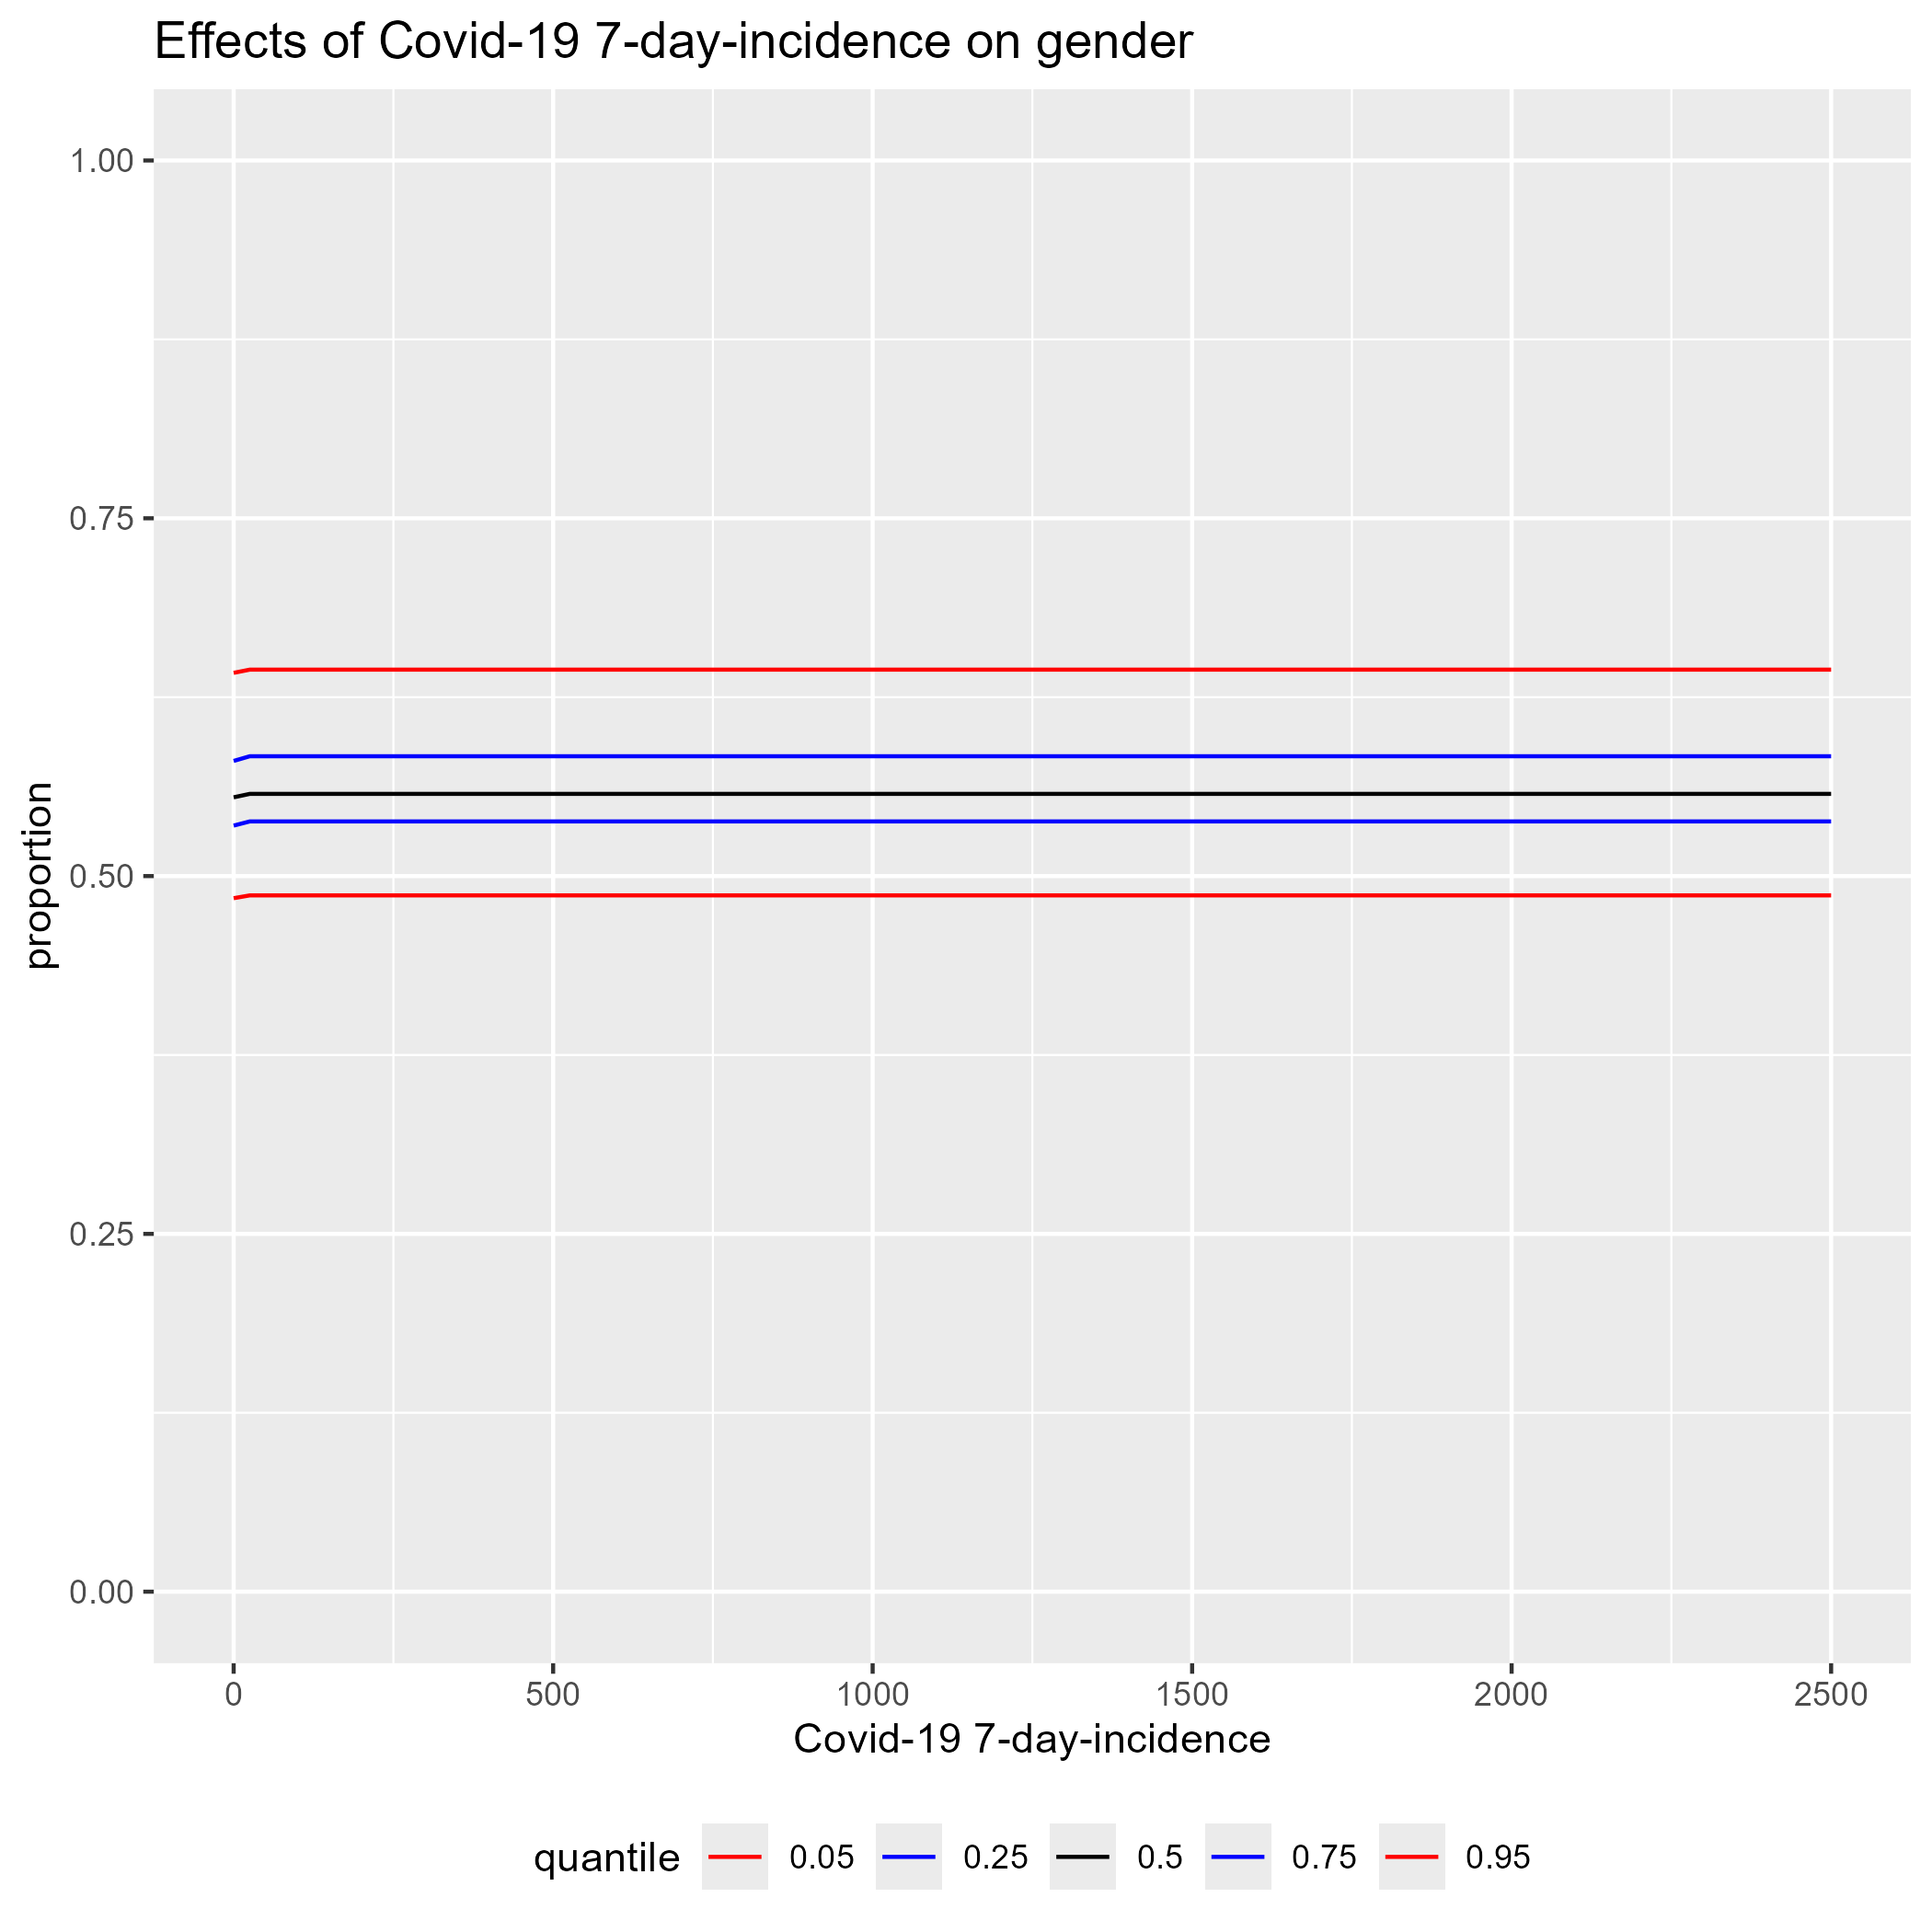 Effects of Covid-19 7-day-incidence on gender
1.00
0.75
0.50
0.25
0.00
proportion
0 500 1000 1500 2000 2500
Covid-19 7-day-incidence
quantile 0.05 0.25 0.5 0.75 0.95